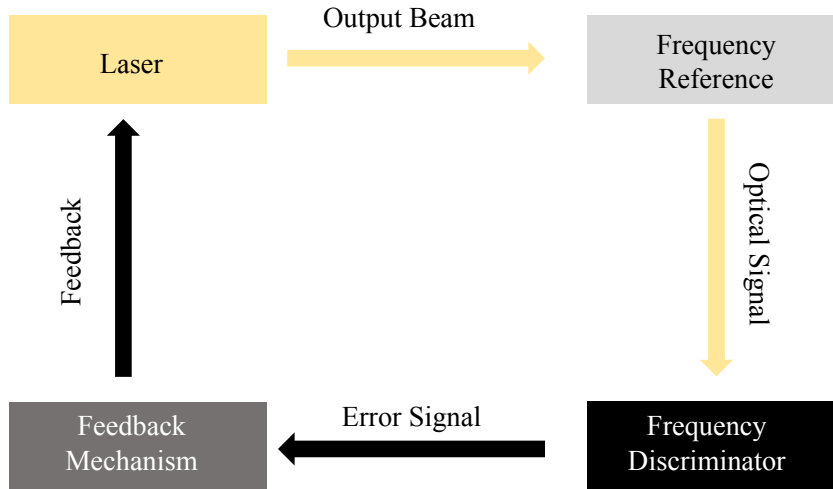 Output Beam
Laser
Frequency
Reference
Feedback
Optical Signal
Feedback
Mechanism
Error Signal
Frequency
Discriminator